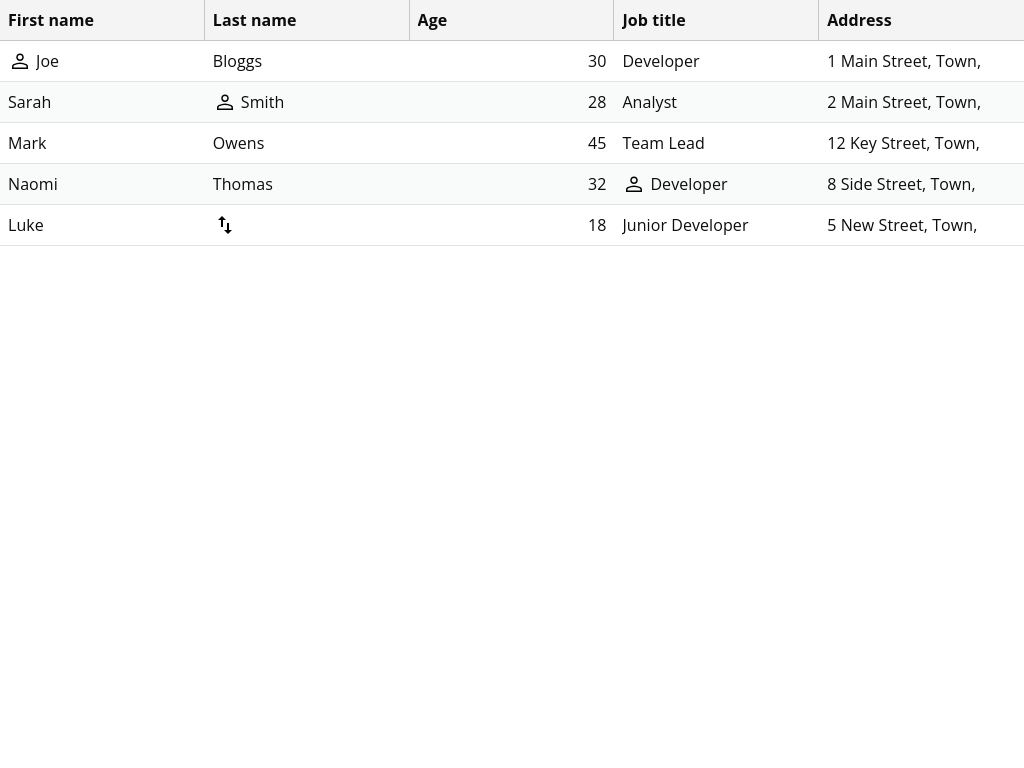 First name Last name Age Job title Address
Joe Bloggs 30 Developer 1 Main Street, Town,
Sarah Smith 28 Analyst 2 Main Street, Town,
Mark Owens 45 Team Lead 12 Key Street, Town,
Naomi Thomas 32 Developer 8 Side Street, Town,
Luke 18 Junior Developer 5 New Street, Town,